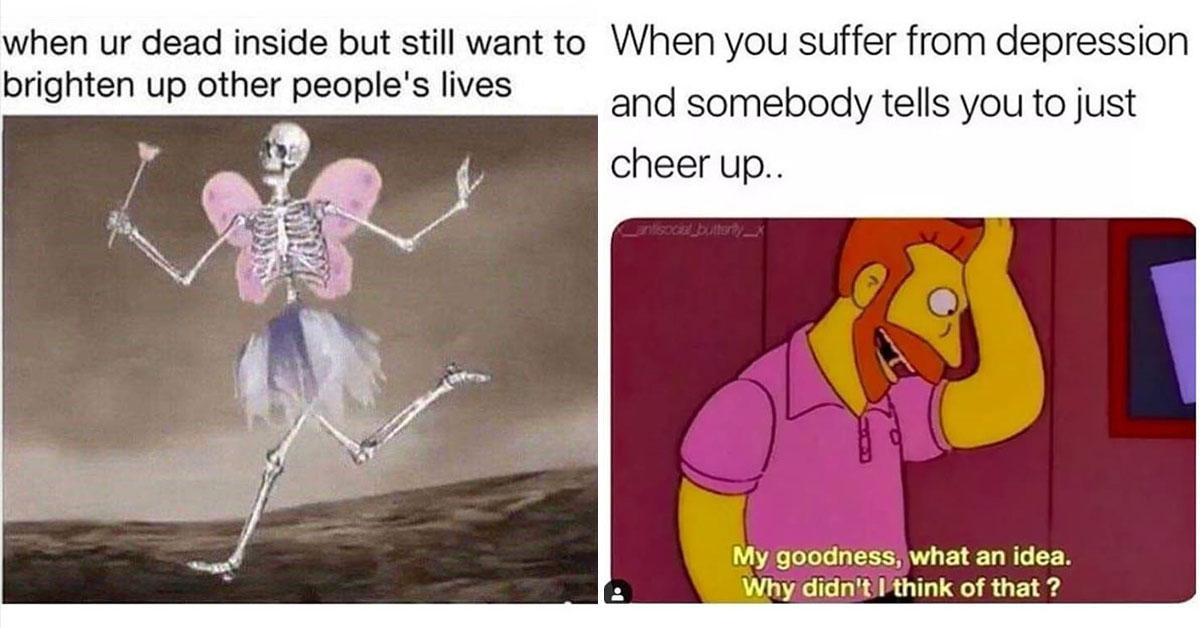 when ur dead inside but still want to
brighten up other people's lives
When you suffer from depression
and somebody tells you to just
cheer up..
x__antisocial_butterfly__x
My goodness, what an idea.
Why didn't I think of that ?